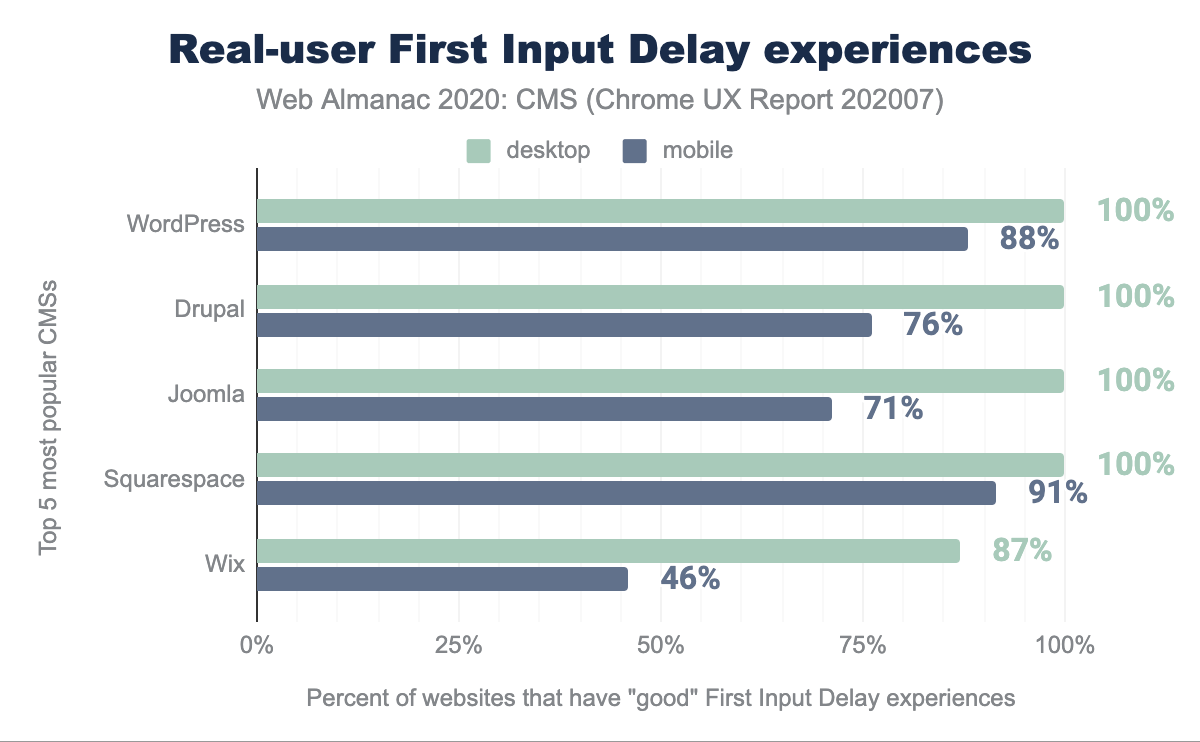 Real-user First Input Delay experiences
Web Almanac 2020: CMS (Chrome UX Report 202007)
desktop
mobile
Top 5 most popular CMSs
WordPress
100%
88%
Drupal
100%
76%
Joomla
100%
71%
Squarespace
100%
91%
Wix
87%
46%
0%
25%
50%
75%
100%
Percent of websites that have "good" First Input Delay experiences